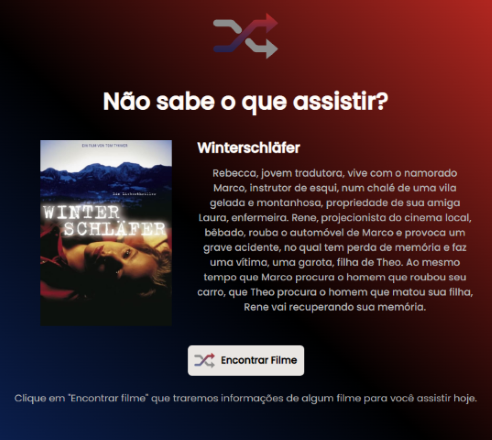 Não sabe o que assistir?
EIN FILM VON TOM TYKWER
WINTER
SCHLÄFER
Winterschläfer
Rebecca, jovem tradutora, vive com o namorado
Marco, instrutor de esqui, num chalé de uma vila
gelada e montanhosa, propriedade de sua amiga
Laura, enfermeira. Rene, projecionista do cinema local,
bêbado, rouba o automóvel de Marco e provoca um
grave acidente, no qual tem perda de memória e faz
uma vítima, uma garota, filha de Theo. Ao mesmo
tempo que Marco procura o homem que roubou seu
carro, que Theo procura o homem que matou sua filha,
Rene vai recuperando sua memória.
Encontrar Filme
Clique em "Encontrar filme" que traremos informações de algum filme para você assistir hoje.